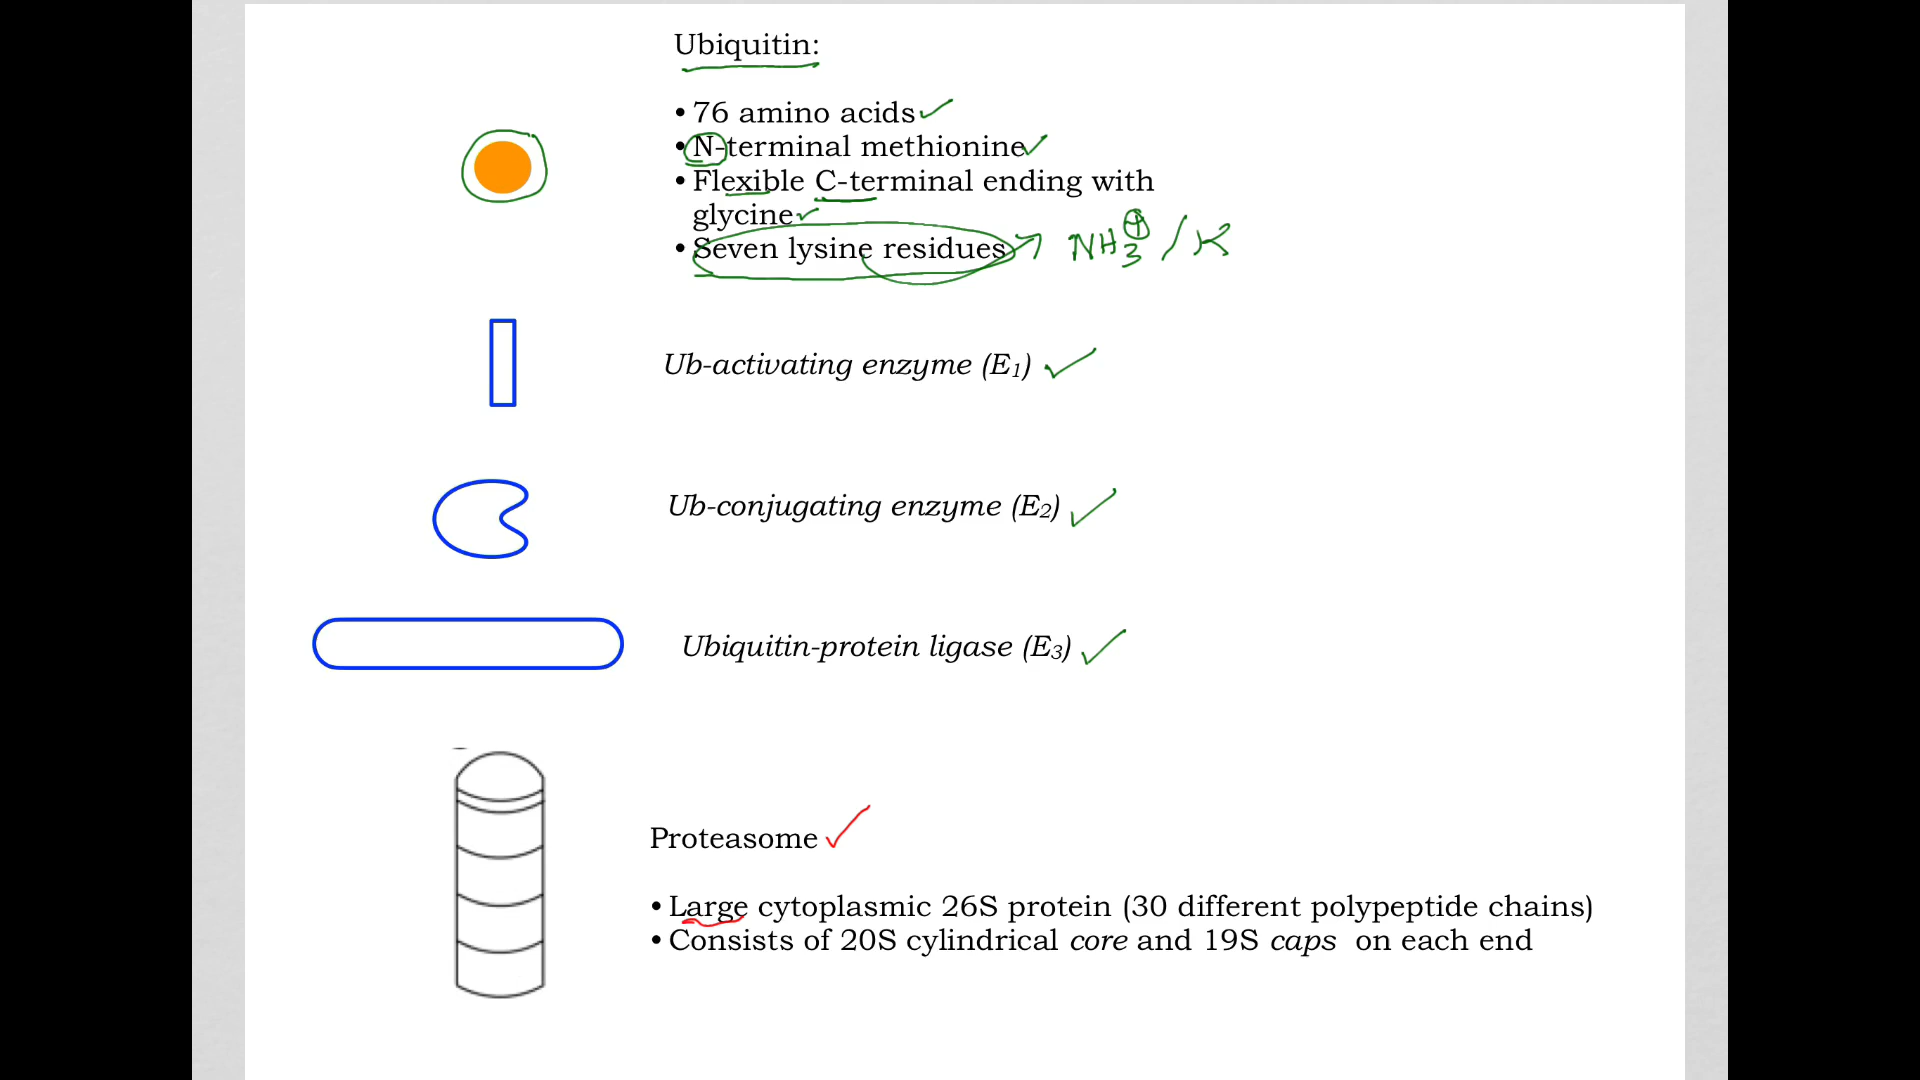 Ubiquitin:
• 76 amino acids
• N-terminal methionine
• Flexible C-terminal ending with
glycine
• Seven lysine residues → NH₃⊕ / K
Ub-activating enzyme (E₁)
Ub-conjugating enzyme (E₂)
Ubiquitin-protein ligase (E₃)
Proteasome
• Large cytoplasmic 26S protein (30 different polypeptide chains)
• Consists of 20S cylindrical core and 19S caps on each end